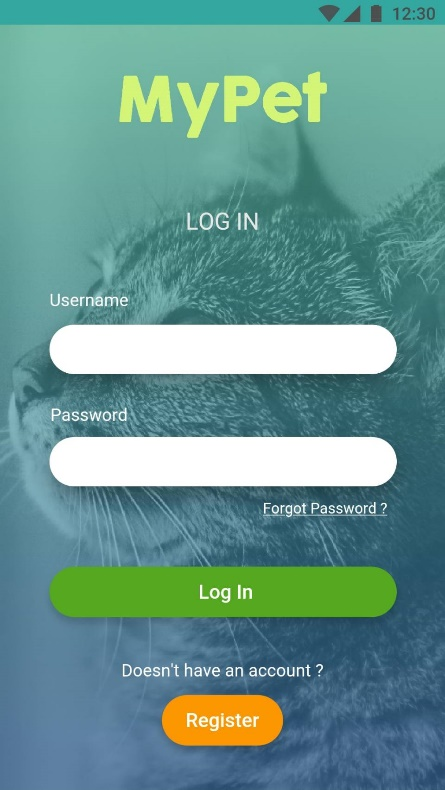 12:30
MyPet
LOG IN
Username
Password
Forgot Password ?
Log In
Doesn't have an account ?
Register